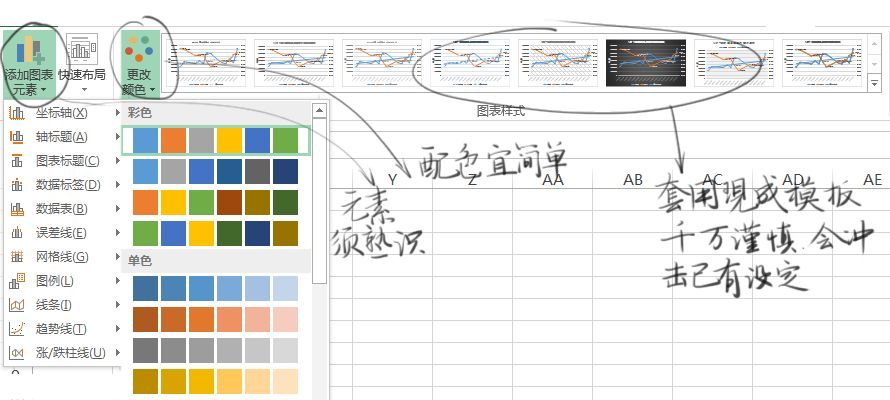 添加图表
元素
快速布局
更改
颜色
图表样式
坐标轴(X)
轴标题(A)
图表标题(C)
数据标签(D)
数据表(B)
误差线(E)
网格线(G)
图例(L)
线条(I)
趋势线(T)
涨/跌柱线(U)
彩色
单色
配色宜简单
Y
Z
AA
AB
AC
AD
AE
元素
须熟识
套用现成模板
千万谨慎.会冲
击已有设定